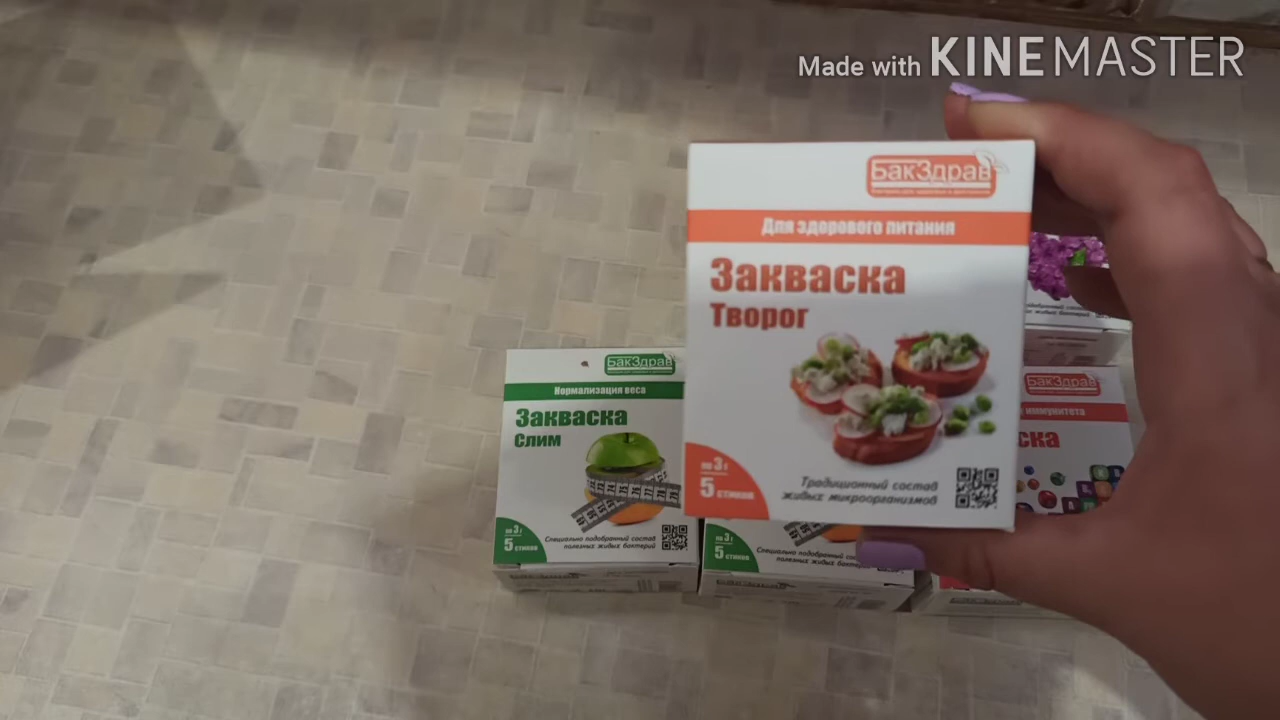 Made with KINEMASTER
БакЗдрав
Для здорового питания
Закваска
Творог
по 3 г
5 стиков
Традиционный состав
живых микроорганизмов
БакЗдрав
Нормализация веса
Закваска
Слим
по 3 г
5 стиков
Специально подобранный состав
полезных живых бактерий
по 3 г
5 стиков
Специально подобранный состав
полезных живых бактерий
БакЗдрав
иммунитета
ска